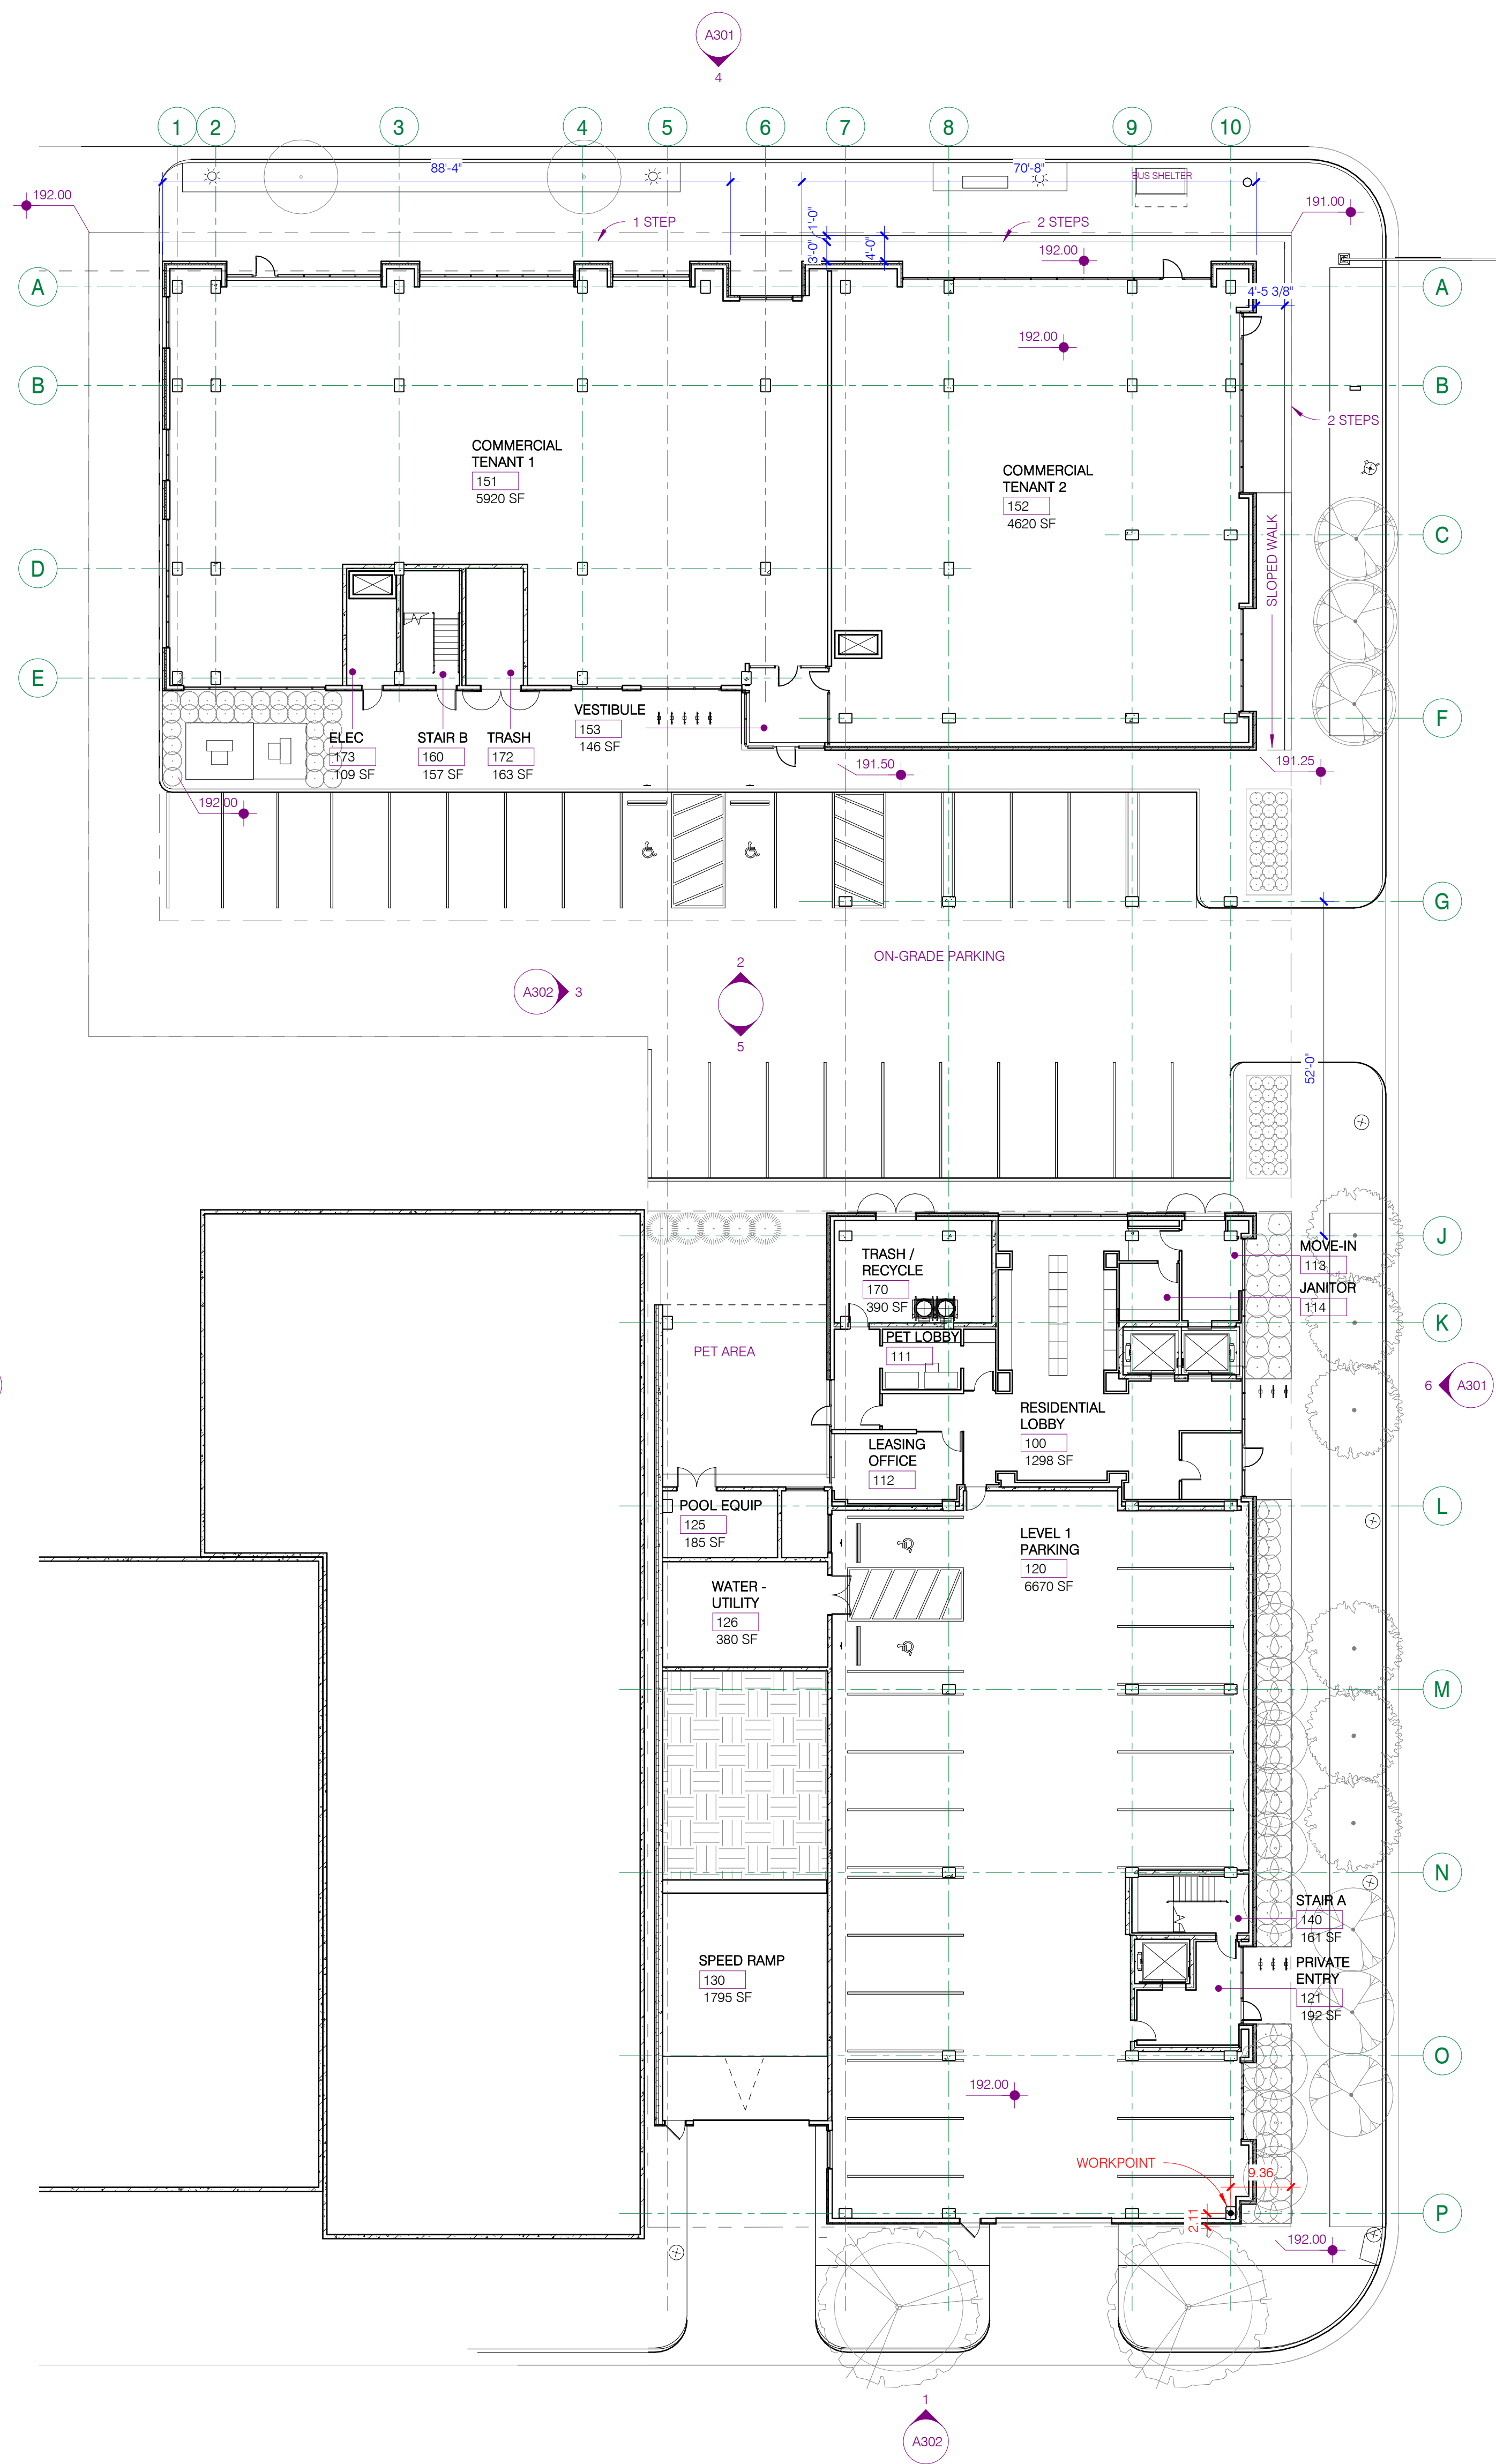 A301
4
1
2
3
4
5
6
7
8
9
10
88'-4"
70'-8"
BUS SHELTER
192.00
191.00
1 STEP
1'-0"
2 STEPS
3'-0"
4'-0"
192.00
A
4'-5 3/8"
A
192.00
B
B
2 STEPS
COMMERCIAL
TENANT 1
151
5920 SF
COMMERCIAL
TENANT 2
152
4620 SF
C
SLOPED WALK
D
E
VESTIBULE
153
146 SF
F
ELEC
173
109 SF
STAIR B
160
157 SF
TRASH
172
163 SF
191.50
191.25
192.00
G
ON-GRADE PARKING
2
A302
3
5
52'-0"
J
TRASH /
RECYCLE
170
390 SF
MOVE-IN
113
JANITOR
114
K
PET LOBBY
111
PET AREA
6
A301
RESIDENTIAL
LOBBY
100
1298 SF
LEASING
OFFICE
112
POOL EQUIP
125
185 SF
L
LEVEL 1
PARKING
120
6670 SF
WATER -
UTILITY
126
380 SF
M
N
STAIR A
140
161 SF
SPEED RAMP
130
1795 SF
PRIVATE
ENTRY
121
192 SF
O
192.00
WORKPOINT
9.36
P
2.11
192.00
1
A302